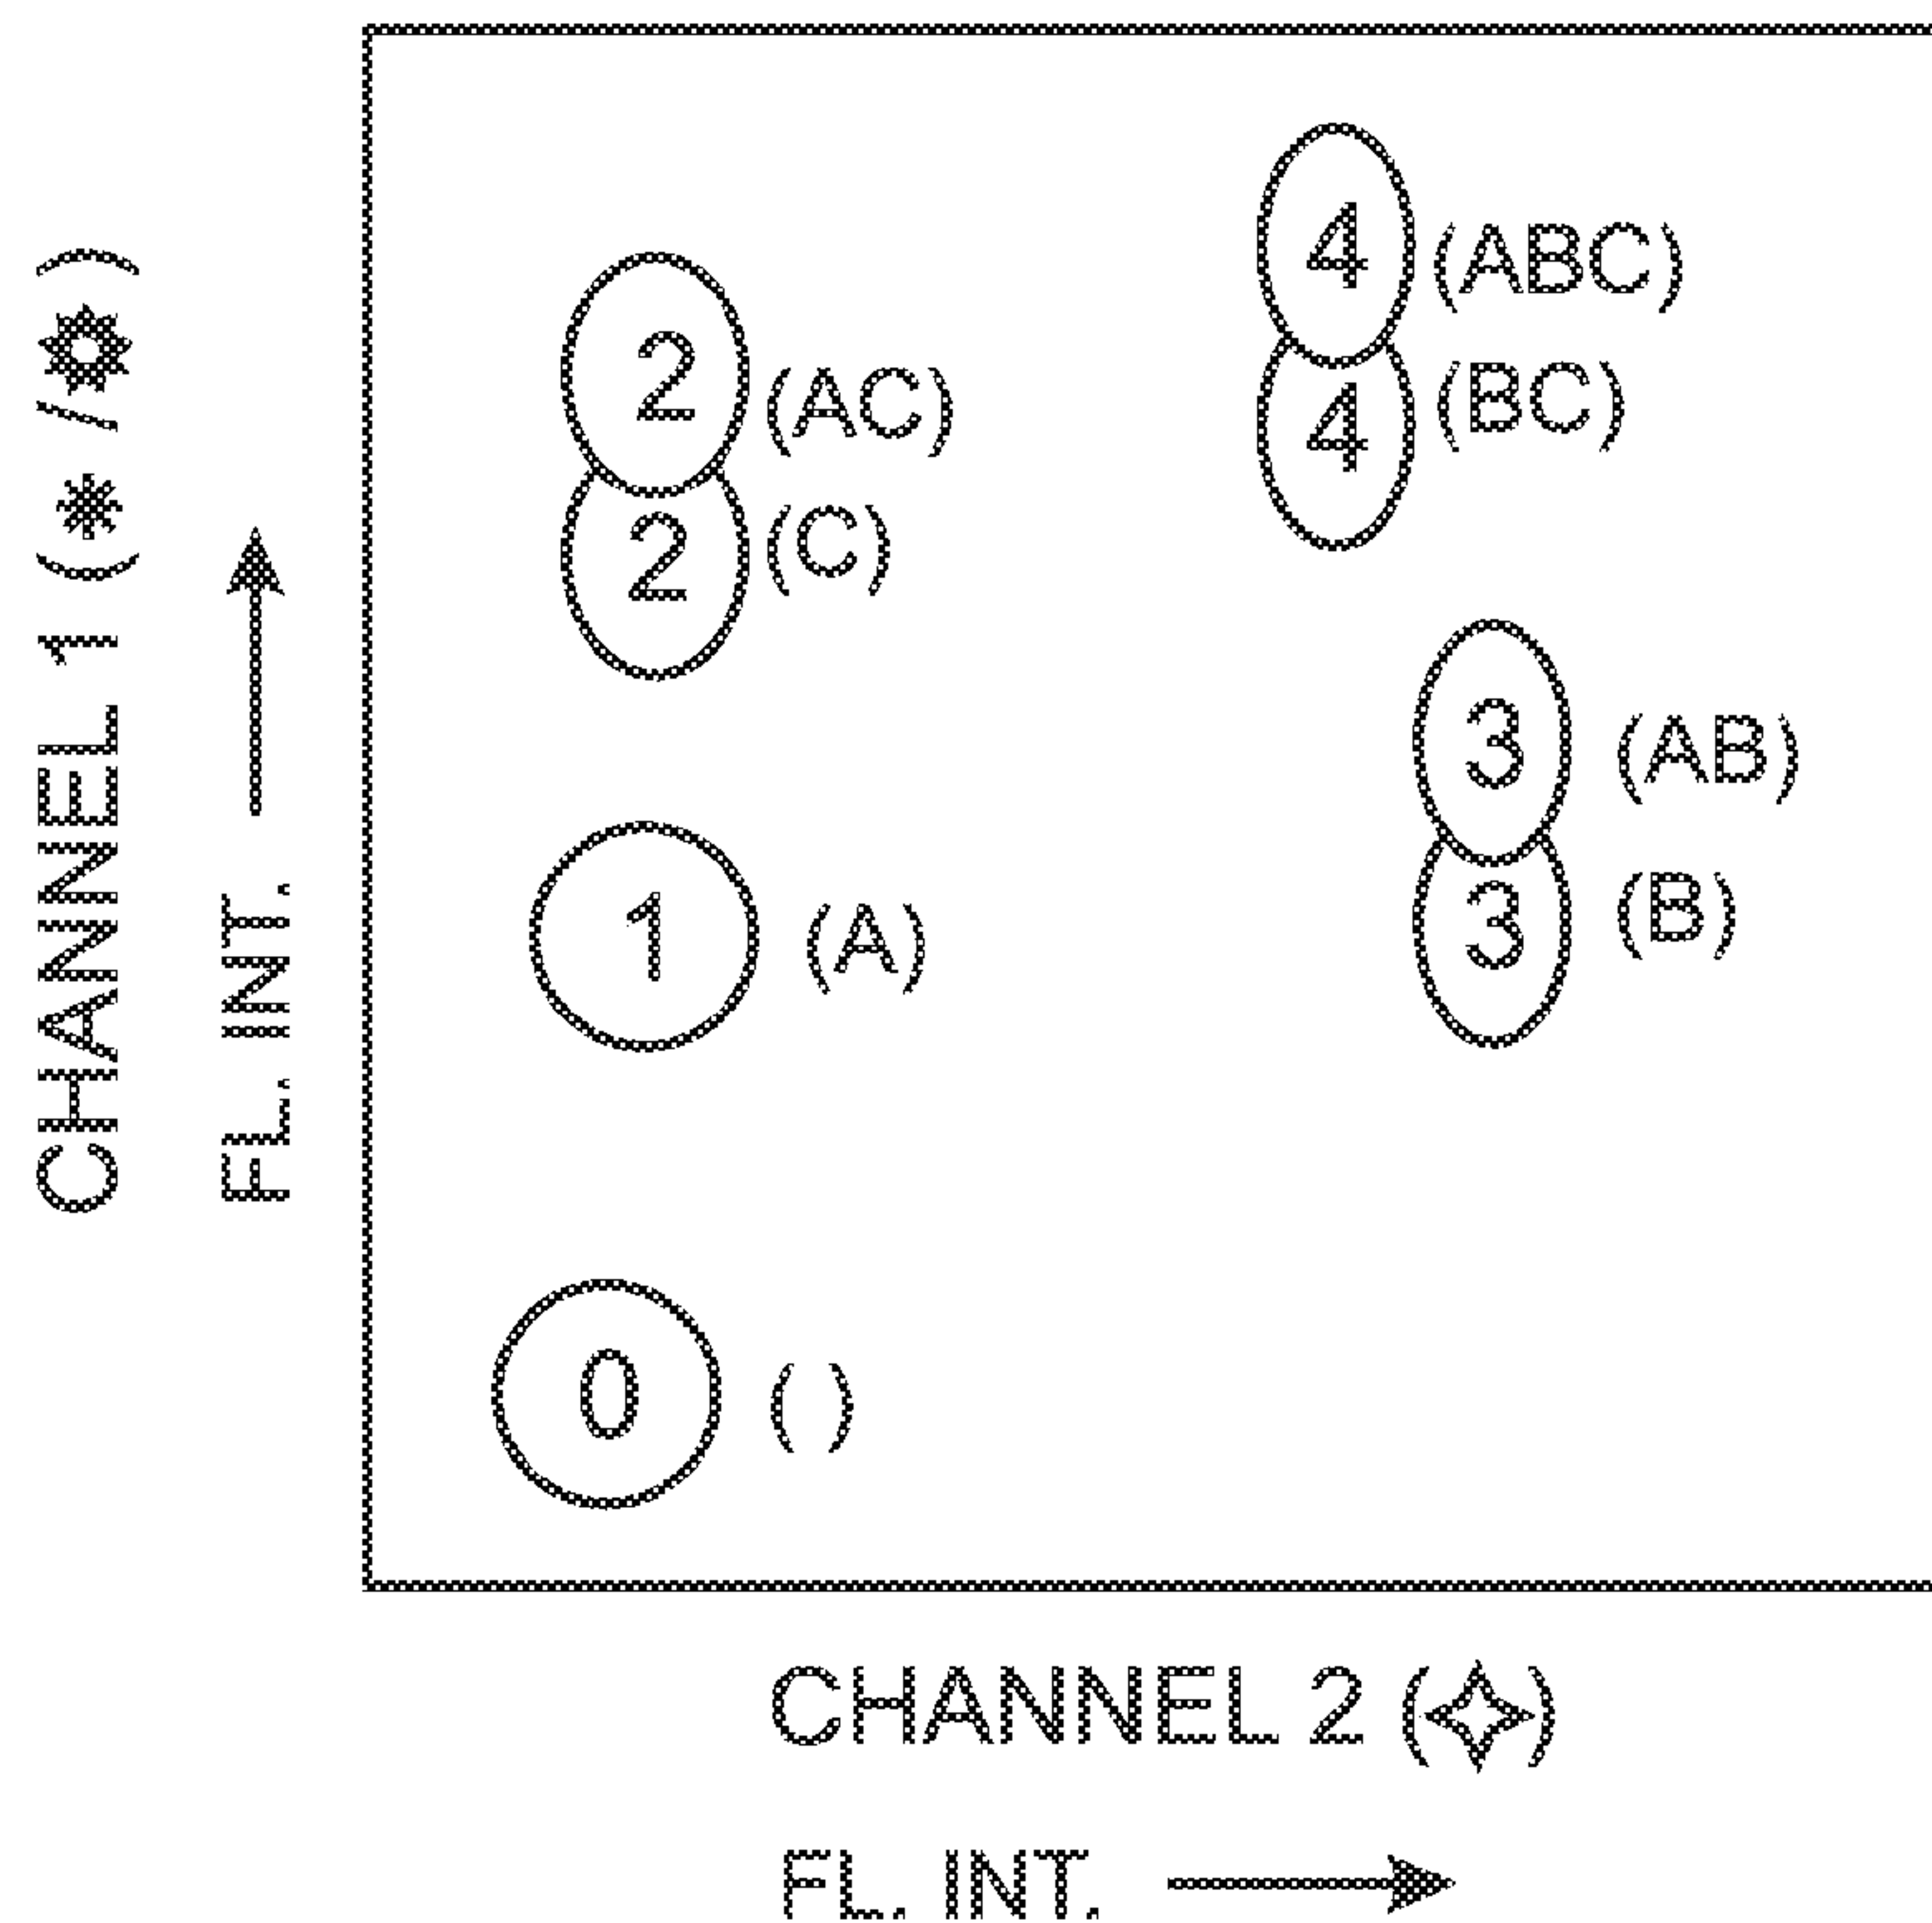 CHANNEL 1 (✳/✹)
FL. INT.
4 (ABC)
2 (AC)
4 (BC)
2 (C)
3 (AB)
1 (A)
3 (B)
0 ( )
CHANNEL 2 (✧)
FL. INT.